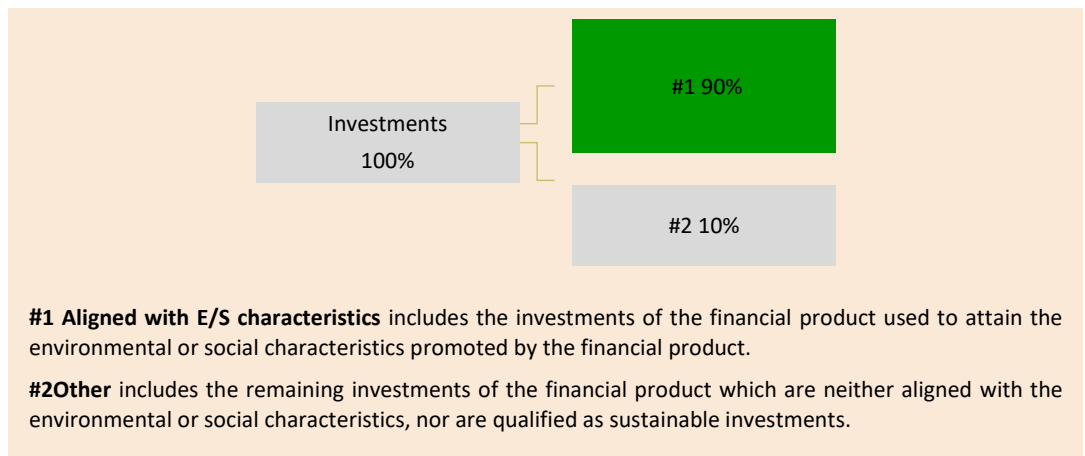 #1 90%
Investments
100%
#2 10%
#1 Aligned with E/S characteristics includes the investments of the financial product used to attain the
environmental or social characteristics promoted by the financial product.
#2Other includes the remaining investments of the financial product which are neither aligned with the
environmental or social characteristics, nor are qualified as sustainable investments.